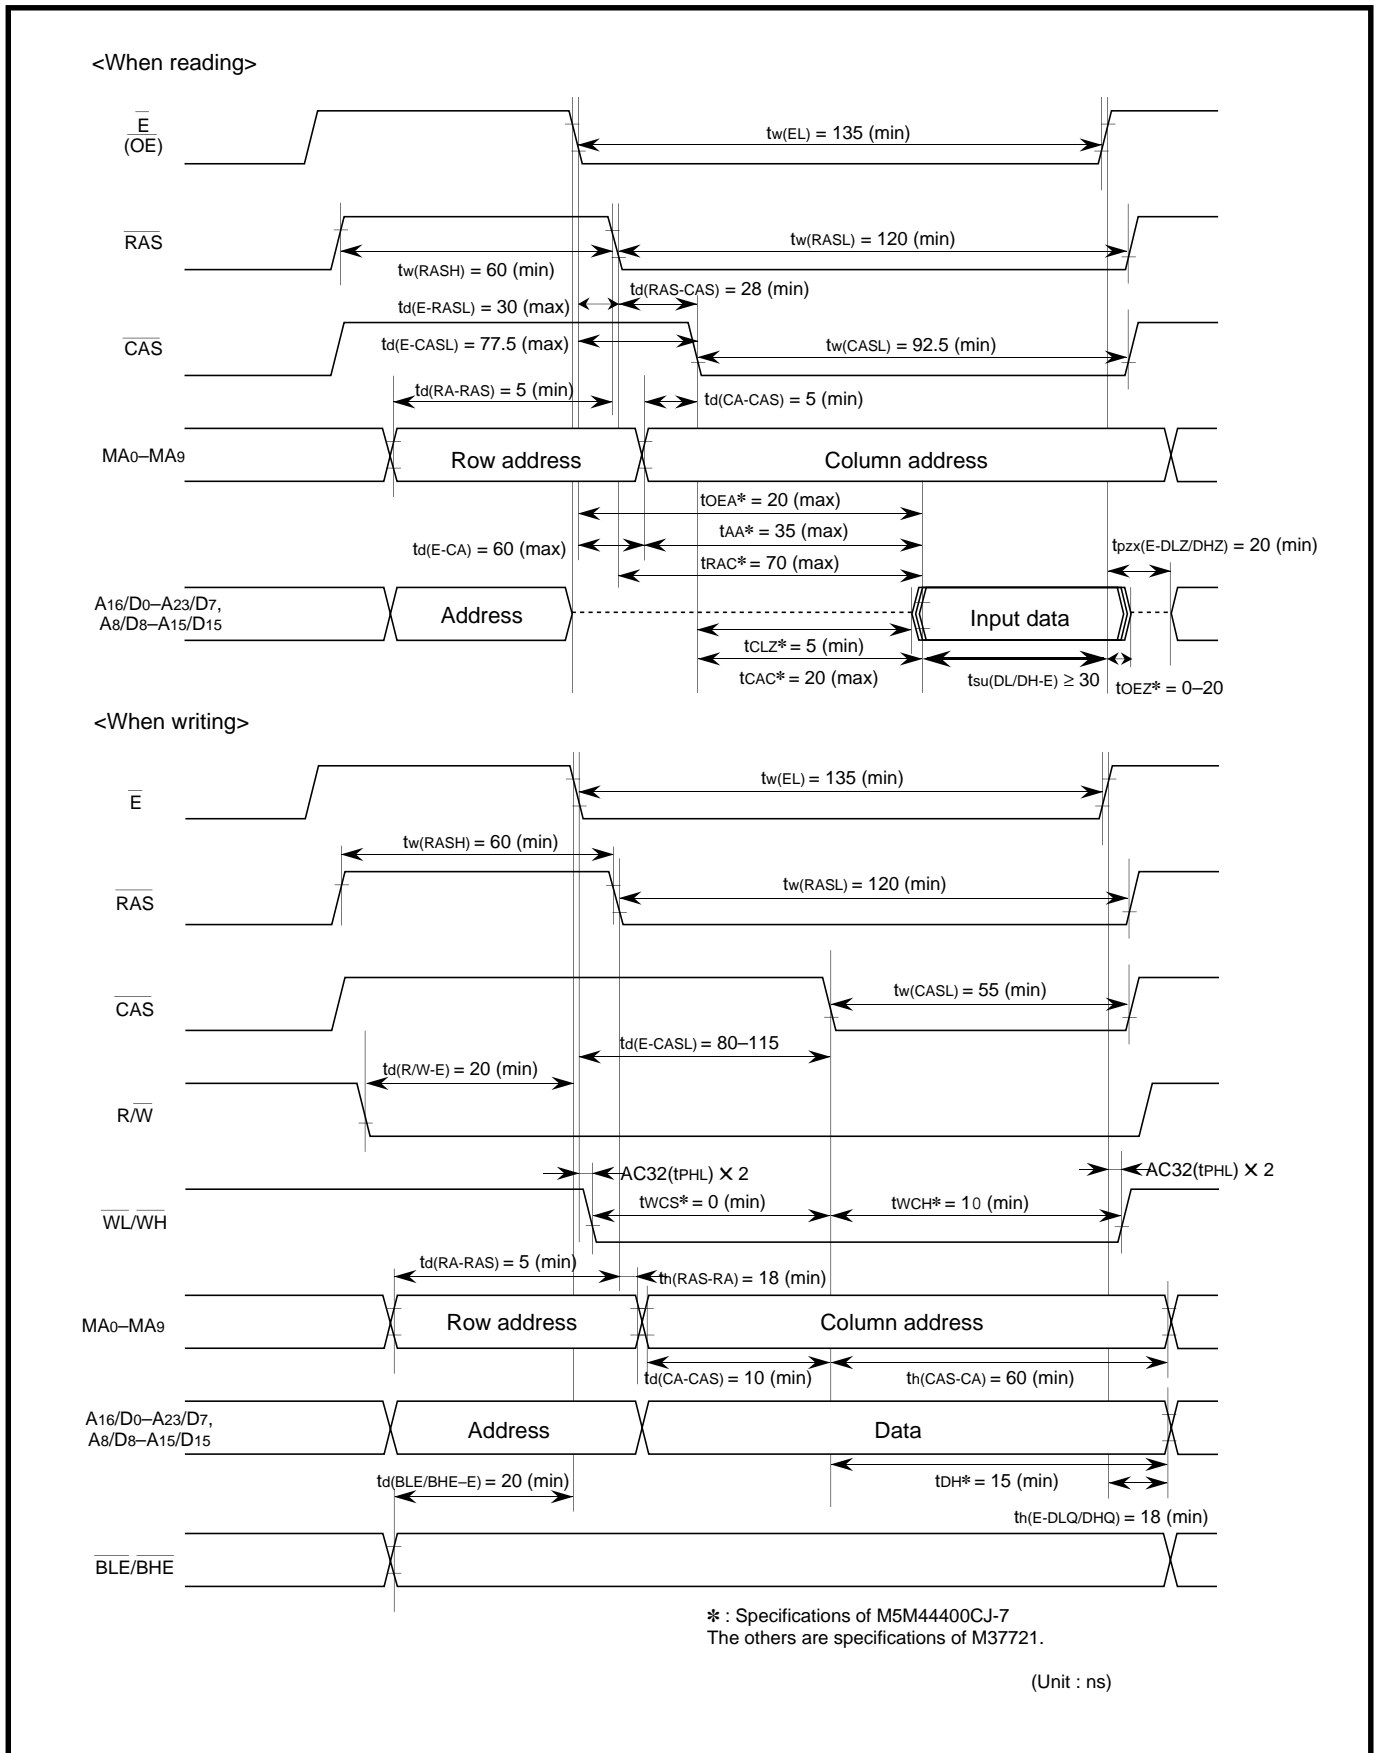 <When reading>
E
(OE)
tw(EL) = 135 (min)
RAS
tw(RASL) = 120 (min)
tw(RASH) = 60 (min)
td(RAS-CAS) = 28 (min)
td(E-RASL) = 30 (max)
CAS
td(E-CASL) = 77.5 (max)
tw(CASL) = 92.5 (min)
td(RA-RAS) = 5 (min)
td(CA-CAS) = 5 (min)
MA0–MA9
Row address
Column address
tOEA* = 20 (max)
tAA* = 35 (max)
td(E-CA) = 60 (max)
tpzx(E-DLZ/DHZ) = 20 (min)
tRAC* = 70 (max)
A16/D0–A23/D7,
A8/D8–A15/D15
Address
Input data
tCLZ* = 5 (min)
tCAC* = 20 (max)
tsu(DL/DH-E) ≥ 30
tOEZ* = 0–20
<When writing>
E
tw(EL) = 135 (min)
tw(RASH) = 60 (min)
RAS
tw(RASL) = 120 (min)
CAS
tw(CASL) = 55 (min)
td(E-CASL) = 80–115
td(R/W-E) = 20 (min)
R/W
AC32(tPHL) × 2
AC32(tPHL) × 2
WL/WH
tWCS* = 0 (min)
tWCH* = 10 (min)
td(RA-RAS) = 5 (min)
th(RAS-RA) = 18 (min)
MA0–MA9
Row address
Column address
td(CA-CAS) = 10 (min)
th(CAS-CA) = 60 (min)
A16/D0–A23/D7,
A8/D8–A15/D15
Address
Data
td(BLE/BHE–E) = 20 (min)
tDH* = 15 (min)
th(E-DLQ/DHQ) = 18 (min)
BLE/BHE
* : Specifications of M5M44400CJ-7
The others are specifications of M37721.
(Unit : ns)